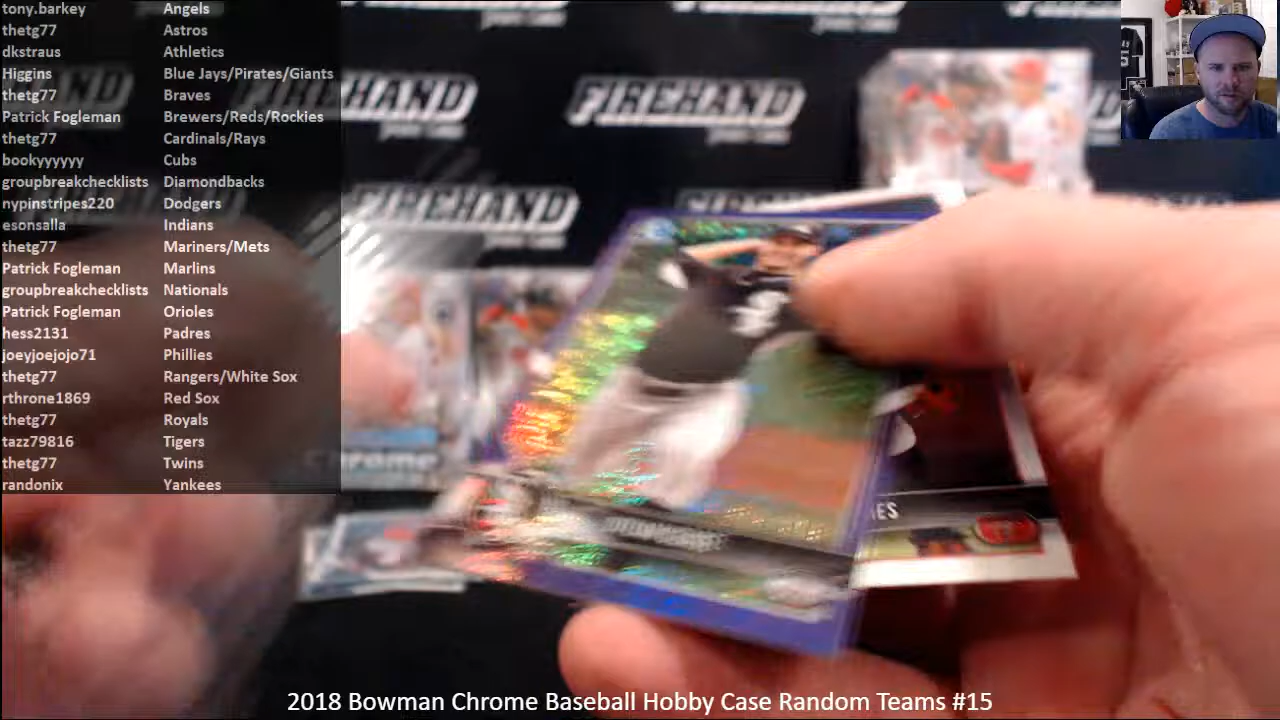 tony.barkey Angels
thetg77 Astros
dkstraus Athletics
Higgins Blue Jays/Pirates/Giants
thetg77 Braves
Patrick Fogleman Brewers/Reds/Rockies
thetg77 Cardinals/Rays
bookyyyyyy Cubs
groupbreakchecklists Diamondbacks
nypinstripes220 Dodgers
esonsalla Indians
thetg77 Mariners/Mets
Patrick Fogleman Marlins
groupbreakchecklists Nationals
Patrick Fogleman Orioles
hess2131 Padres
joeyjoejojo71 Phillies
thetg77 Rangers/White Sox
rthrone1869 Red Sox
thetg77 Royals
tazz79816 Tigers
thetg77 Twins
randonix Yankees
FIREHAND
FIREHAND
FIREHAND
Chrome
2018 Bowman Chrome Baseball Hobby Case Random Teams #15